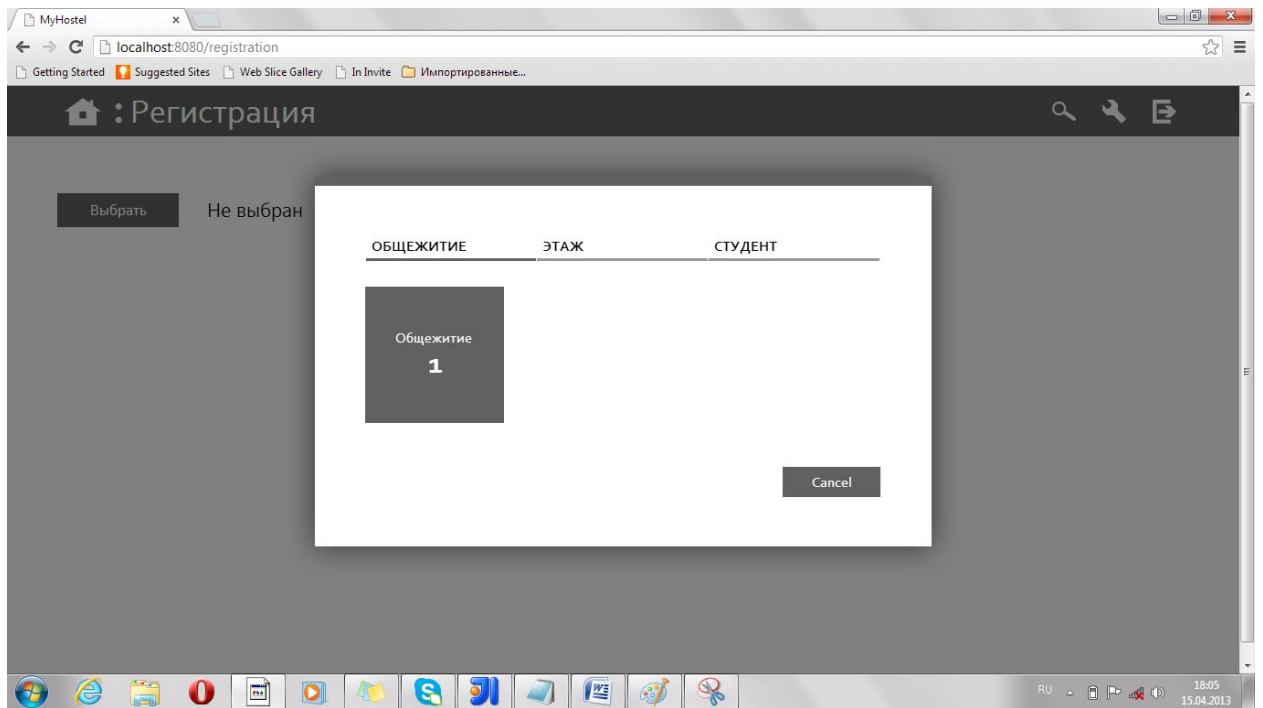 MyHostel
localhost:8080/registration
Getting Started Suggested Sites Web Slice Gallery In Invite Импортированные...
: Регистрация
Выбрать Не выбран
ОБЩЕЖИТИЕ ЭТАЖ СТУДЕНТ
Общежитие
1
Cancel
RU 18:05
15.04.2013